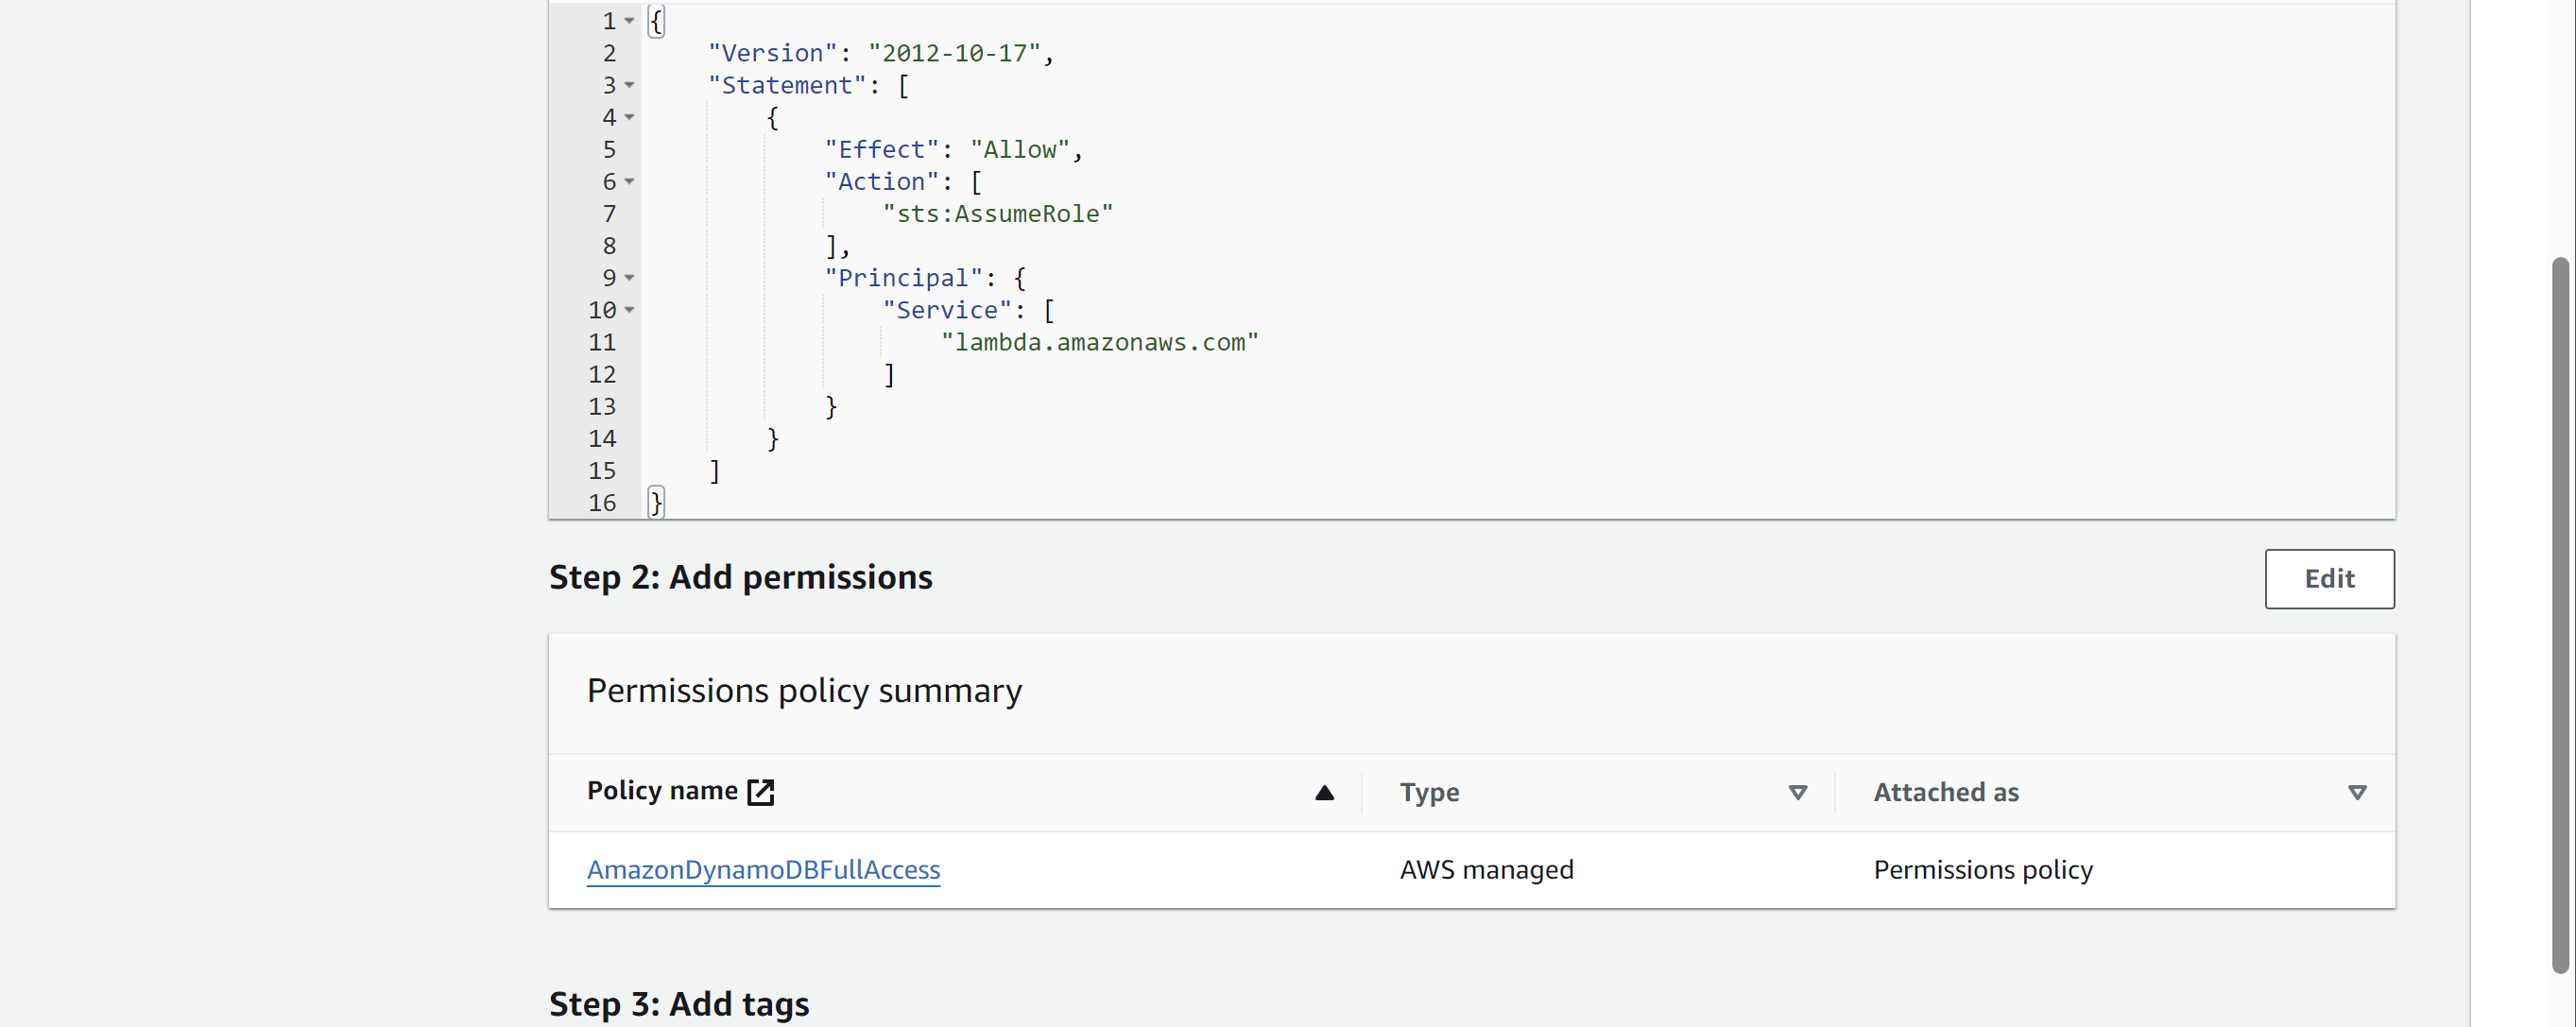 1 {
2     "Version": "2012-10-17",
3     "Statement": [
4         {
5             "Effect": "Allow",
6             "Action": [
7                 "sts:AssumeRole"
8             ],
9             "Principal": {
10                 "Service": [
11                     "lambda.amazonaws.com"
12                 ]
13             }
14         }
15     ]
16 }
Step 2: Add permissions
Edit
Permissions policy summary
Policy name Type Attached as
AmazonDynamoDBFullAccess AWS managed Permissions policy
Step 3: Add tags